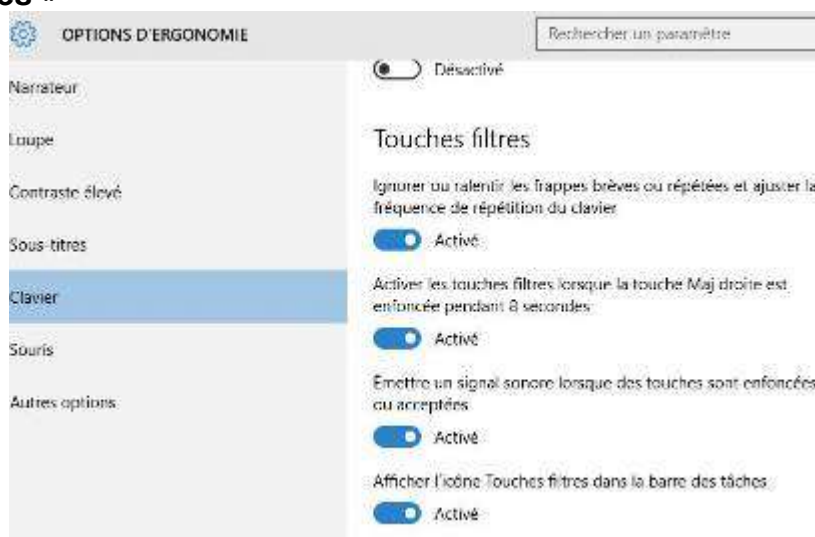 OPTIONS D'ERGONOMIE
Rechercher un paramètre
Narrateur
Loupe
Contraste élevé
Sous-titres
Clavier
Souris
Autres options
Désactivé
Touches filtres
Ignorer ou ralentir les frappes brèves ou répétées et ajuster la
fréquence de répétition du clavier
Activé
Activer les touches filtres lorsque la touche Maj droite est
enfoncée pendant 8 secondes
Activé
Émettre un signal sonore lorsque des touches sont enfoncées
ou acceptées
Activé
Afficher l'icône Touches filtres dans la barre des tâches
Activé